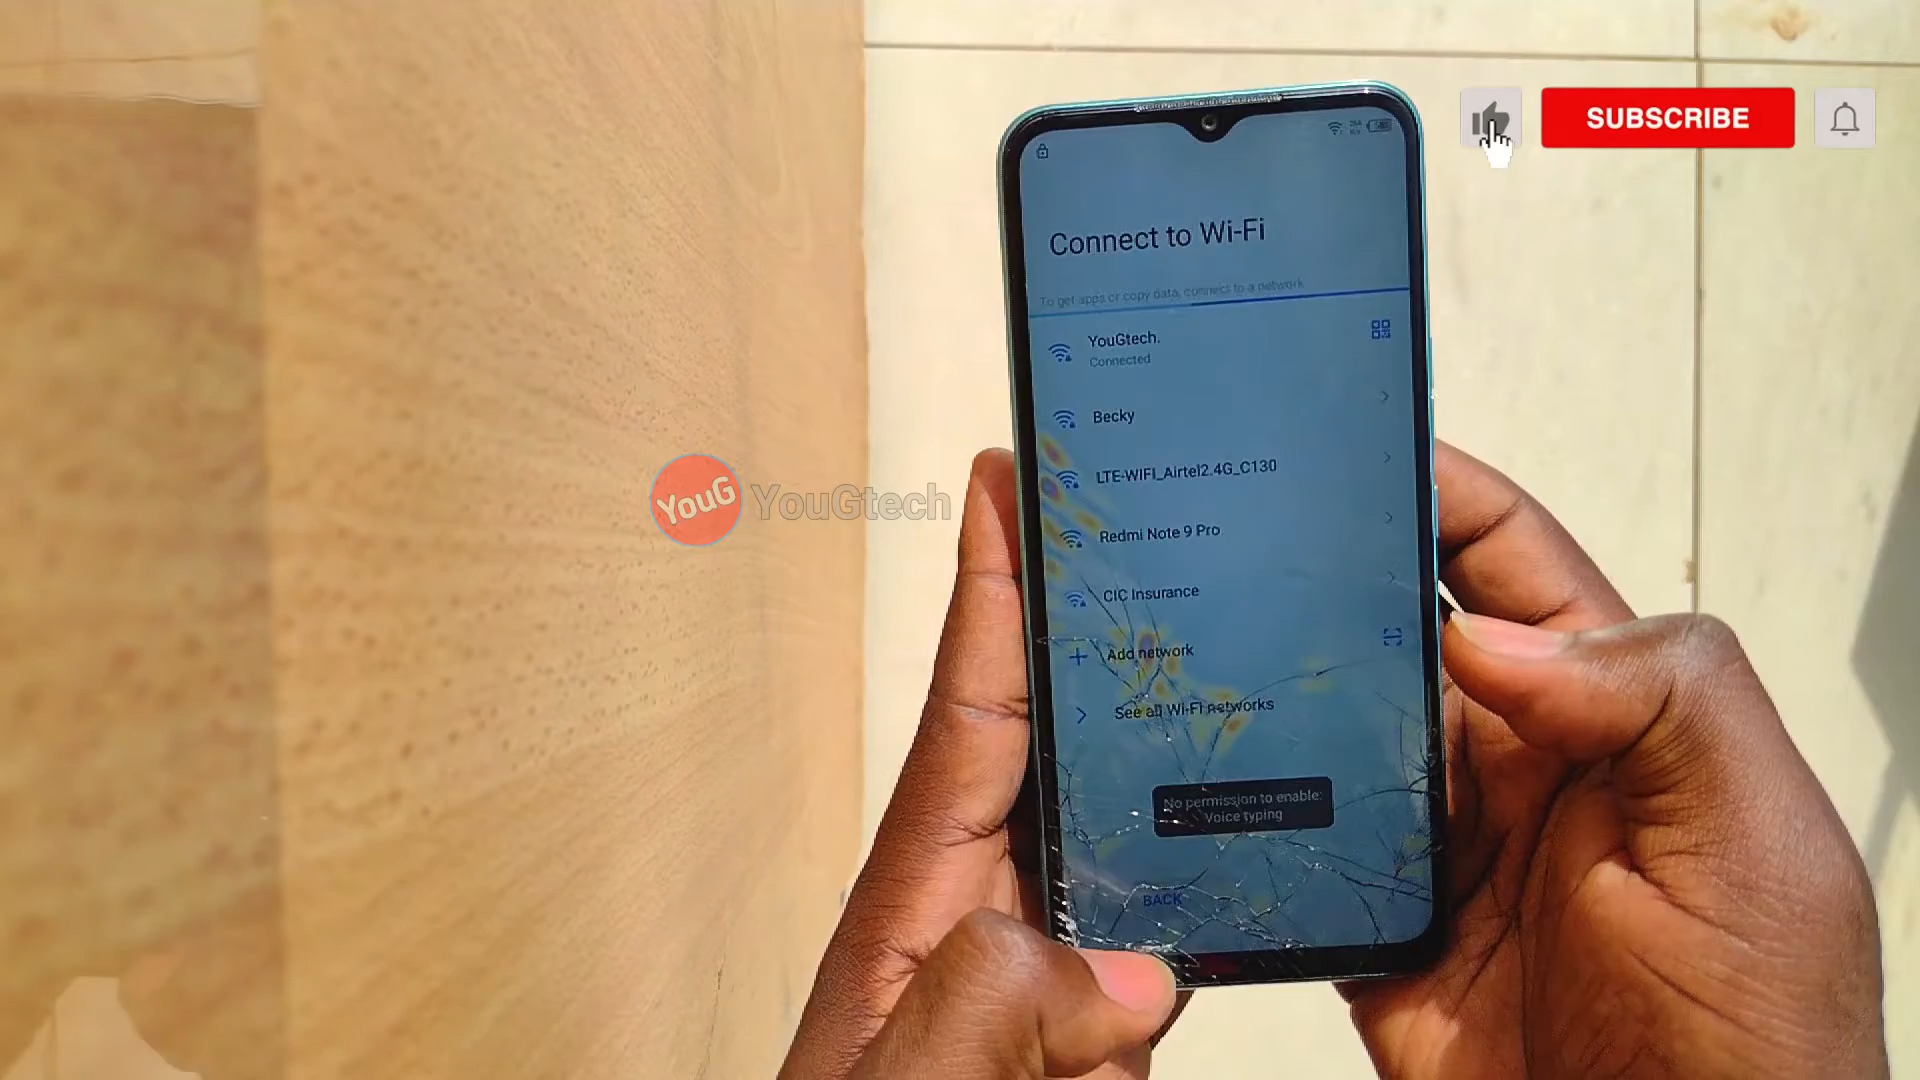 SUBSCRIBE
Connect to Wi-Fi
To get apps or copy data, connect to a network
YouGtech.
Connected
Becky
LTE-WIFI_Airtel2.4G_C130
YouG YouGtech
Redmi Note 9 Pro
CIC Insurance
Add network
See all Wi-Fi networks
No permission to enable:
Voice typing
BACK